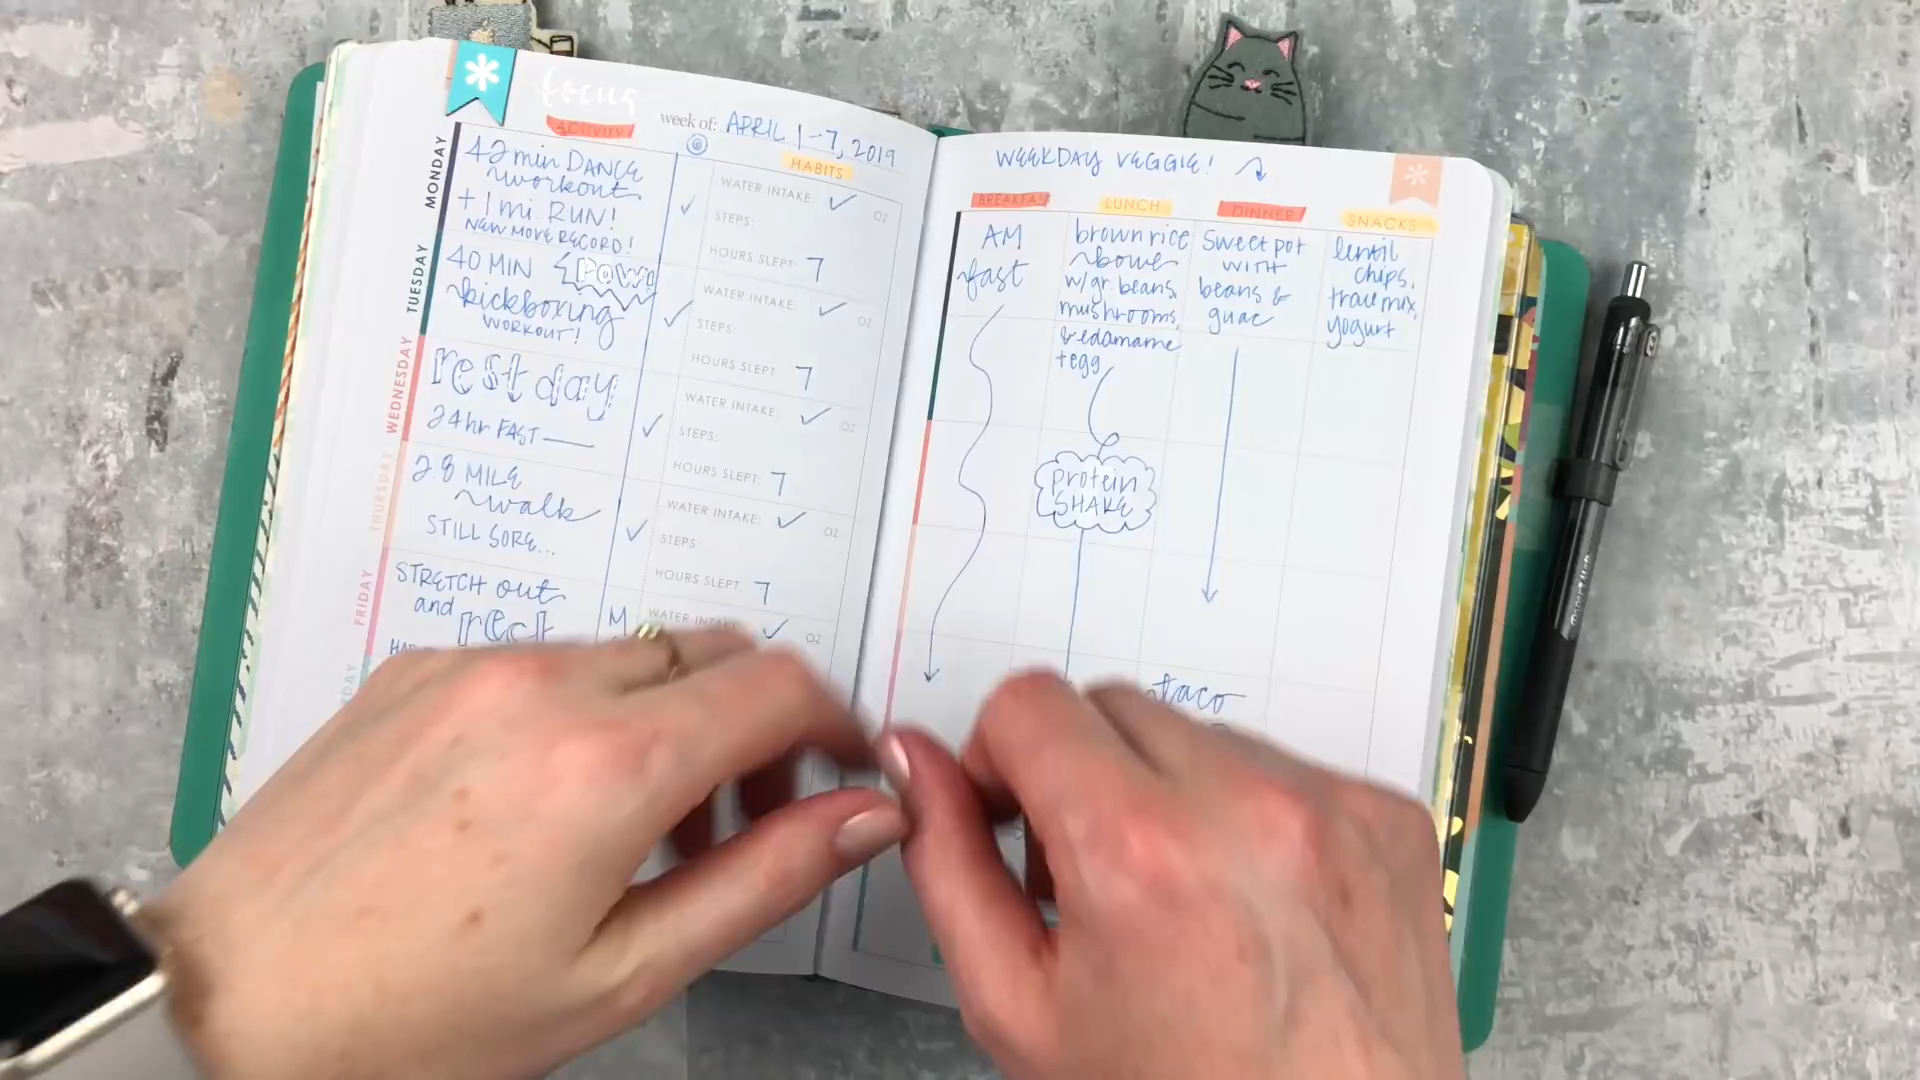 focus
ACTIVITY
week of: APRIL 1-7, 2019
HABITS
MONDAY
42 min DANCE
workout
+ 1 mi. RUN!
NEW MOVE RECORD!
WATER INTAKE: ✓ OZ
STEPS:
HOURS SLEPT: 7
TUESDAY
40 MIN POW!
kickboxing
WORKOUT!
WATER INTAKE: ✓ OZ
STEPS:
HOURS SLEPT 7
WEDNESDAY
rest day
24hr FAST
WATER INTAKE: ✓ OZ
STEPS:
HOURS SLEPT: 7
THURSDAY
2.8 MILE
walk
STILL SORE...
WATER INTAKE: ✓ OZ
STEPS:
HOURS SLEPT 7
FRIDAY
STRETCH out
and rest
M
WATER INTAKE ✓ OZ
WEEKDAY VEGGIE!
BREAKFAST
LUNCH
DINNER
SNACKS
AM
fast
brown rice
bowl
w/gr. beans,
mushrooms,
& edamame
+egg
sweet pot
WITH
beans &
guac
lentil
chips,
trail mix,
yogurt
protein
SHAKE
taco